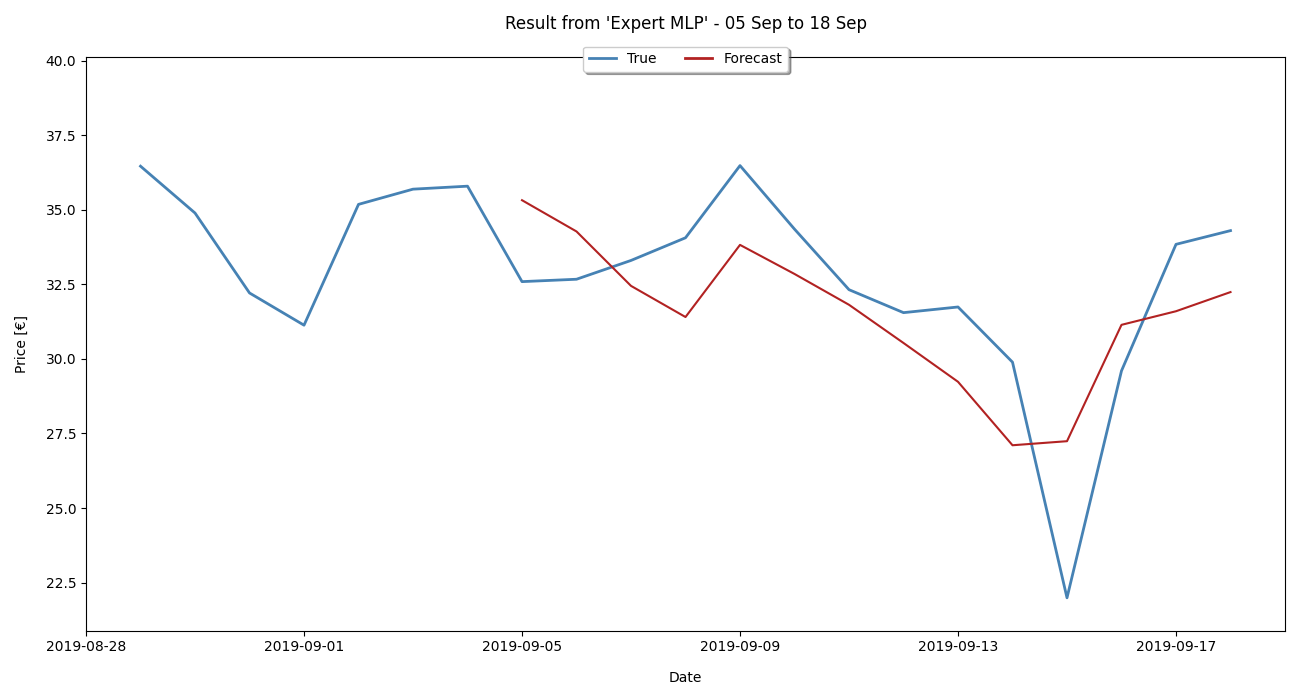 Result from 'Expert MLP' - 05 Sep to 18 Sep
True
Forecast
40.0
37.5
35.0
32.5
30.0
27.5
25.0
22.5
Price [€]
2019-08-28
2019-09-01
2019-09-05
2019-09-09
2019-09-13
2019-09-17
Date